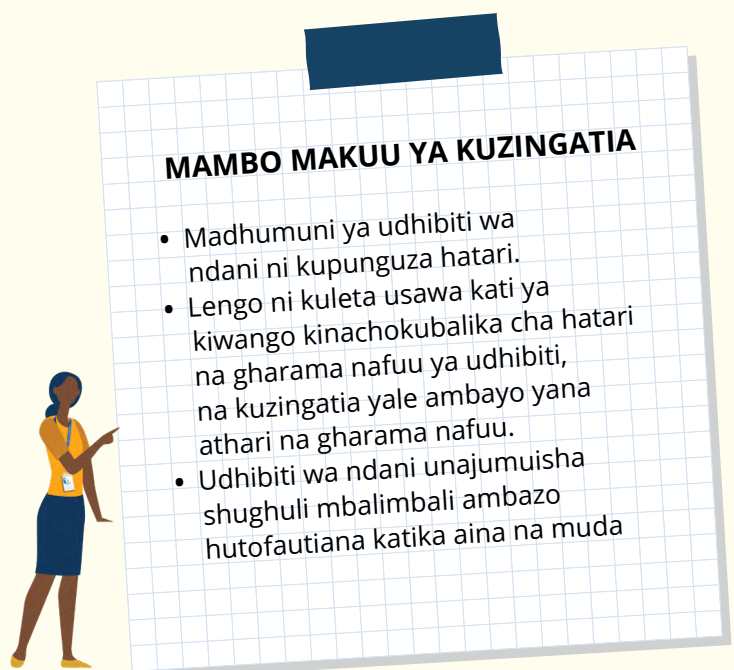 MAMBO MAKUU YA KUZINGATIA
• Madhumuni ya udhibiti wa
ndani ni kupunguza hatari.
• Lengo ni kuleta usawa kati ya
kiwango kinachokubalika cha hatari
na gharama nafuu ya udhibiti,
na kuzingatia yale ambayo yana
athari na gharama nafuu.
• Udhibiti wa ndani unajumuisha
shughuli mbalimbali ambazo
hutofautiana katika aina na muda